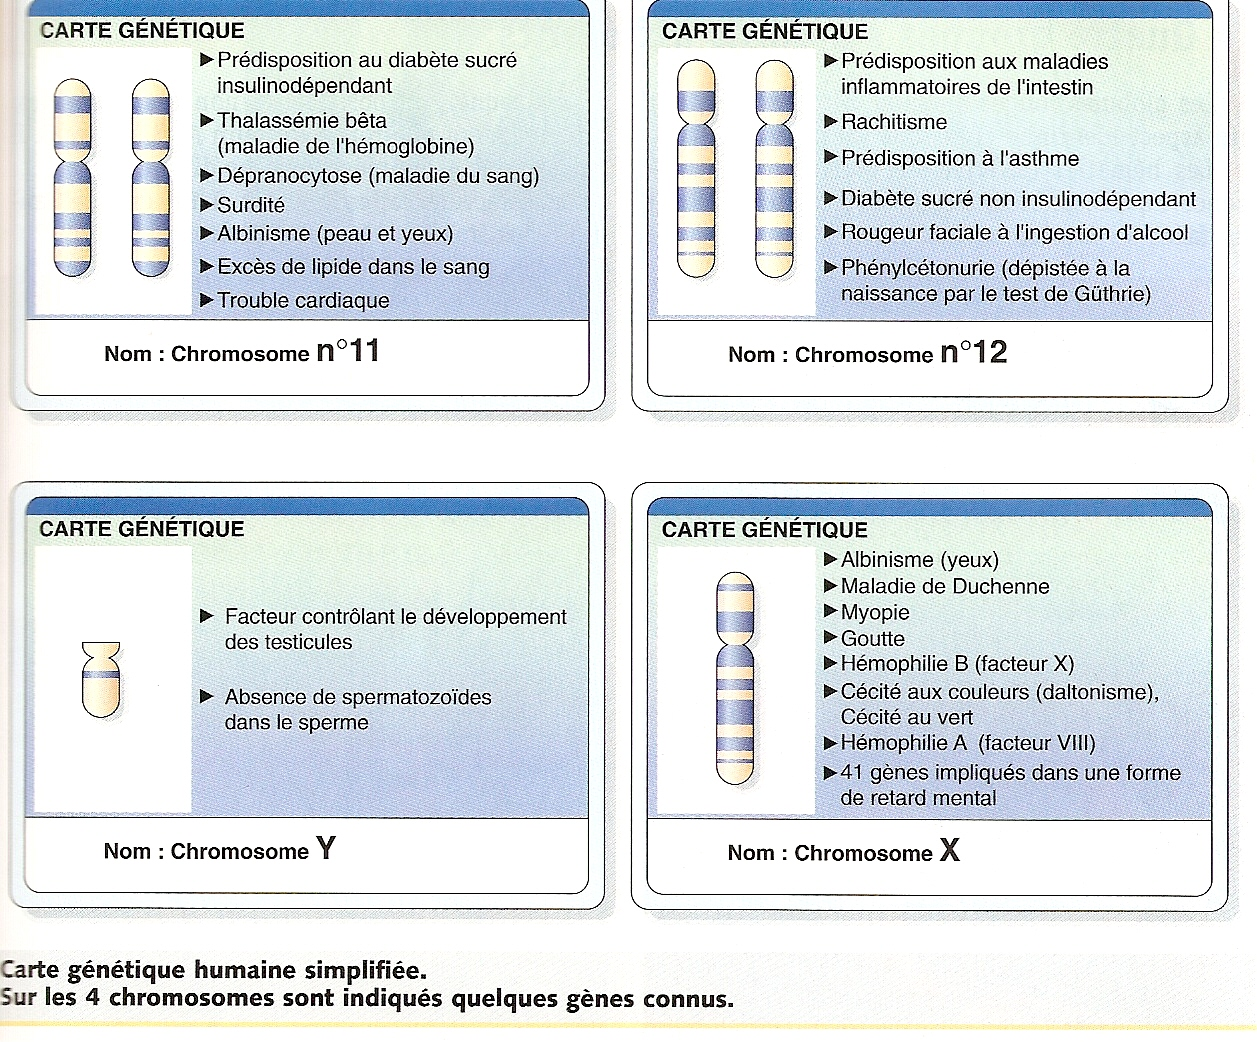 CARTE GÉNÉTIQUE
►Prédisposition au diabète sucré
insulinodépendant
►Thalassémie bêta
(maladie de l'hémoglobine)
►Dépranocytose (maladie du sang)
►Surdité
►Albinisme (peau et yeux)
►Excès de lipide dans le sang
►Trouble cardiaque
Nom : Chromosome n°11
CARTE GÉNÉTIQUE
►Prédisposition aux maladies
inflammatoires de l'intestin
►Rachitisme
►Prédisposition à l'asthme
►Diabète sucré non insulinodépendant
►Rougeur faciale à l'ingestion d'alcool
►Phénylcétonurie (dépistée à la
naissance par le test de Güthrie)
Nom : Chromosome n°12
CARTE GÉNÉTIQUE
► Facteur contrôlant le développement
des testicules
► Absence de spermatozoïdes
dans le sperme
Nom : Chromosome Y
CARTE GÉNÉTIQUE
►Albinisme (yeux)
►Maladie de Duchenne
►Myopie
►Goutte
►Hémophilie B (facteur X)
►Cécité aux couleurs (daltonisme),
Cécité au vert
►Hémophilie A (facteur VIII)
►41 gènes impliqués dans une forme
de retard mental
Nom : Chromosome X
Carte génétique humaine simplifiée.
Sur les 4 chromosomes sont indiqués quelques gènes connus.